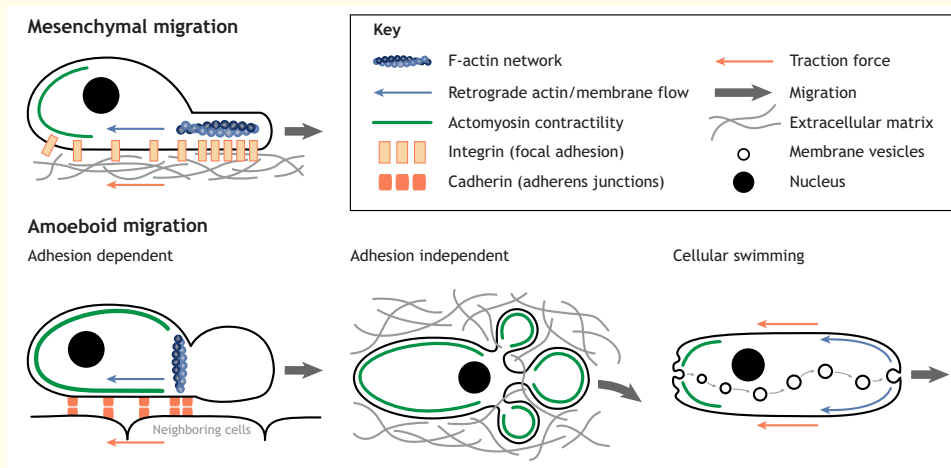 Mesenchymal migration
Key
F-actin network
Retrograde actin/membrane flow
Actomyosin contractility
Integrin (focal adhesion)
Cadherin (adherens junctions)
Traction force
Migration
Extracellular matrix
Membrane vesicles
Nucleus
Amoeboid migration
Adhesion dependent
Adhesion independent
Cellular swimming
Neighboring cells